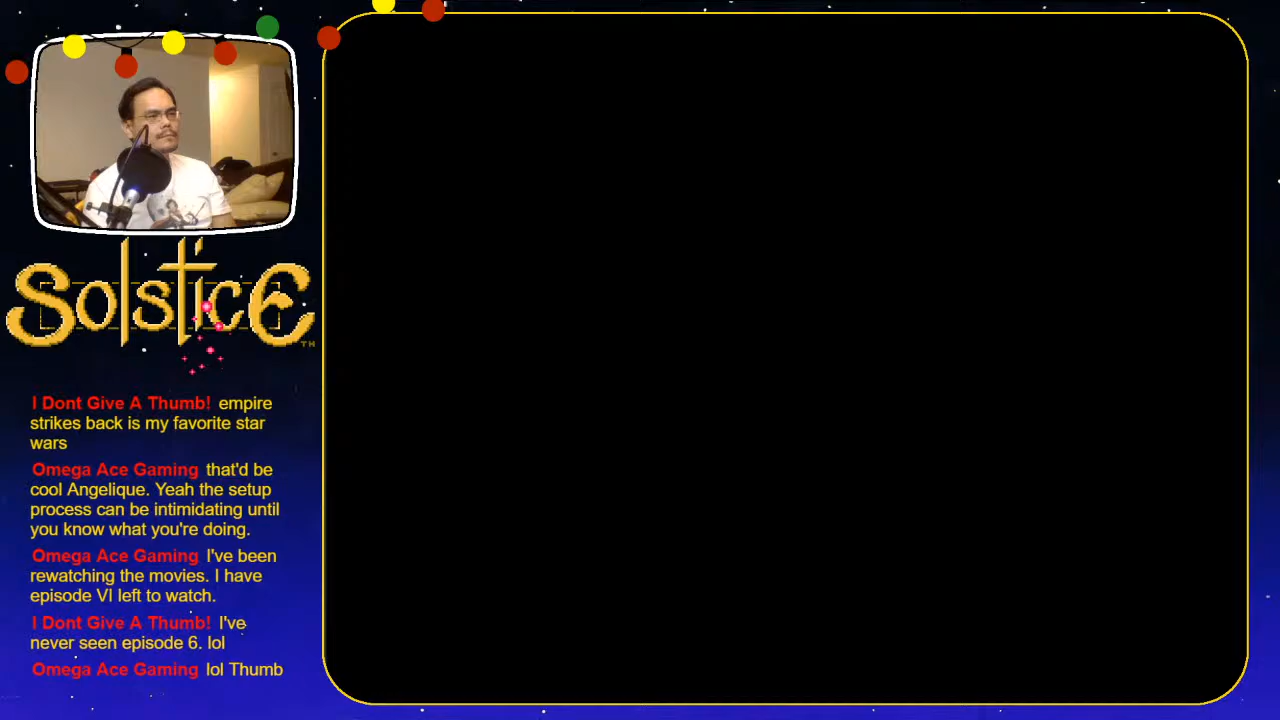 Solstice
TM
I Dont Give A Thumb! empire
strikes back is my favorite star
wars
Omega Ace Gaming that'd be
cool Angelique. Yeah the setup
process can be intimidating until
you know what you're doing.
Omega Ace Gaming I've been
rewatching the movies. I have
episode VI left to watch.
I Dont Give A Thumb! I've
never seen episode 6. lol
Omega Ace Gaming lol Thumb